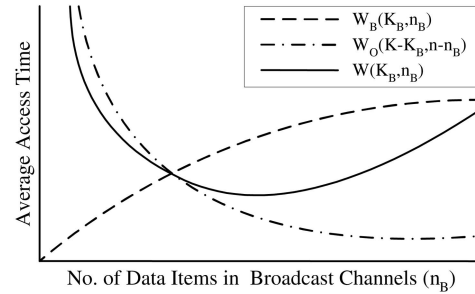 W_B(K_B,n_B)
W_O(K-K_B,n-n_B)
W(K_B,n_B)
Average Access Time
No. of Data Items in Broadcast Channels (n_B)